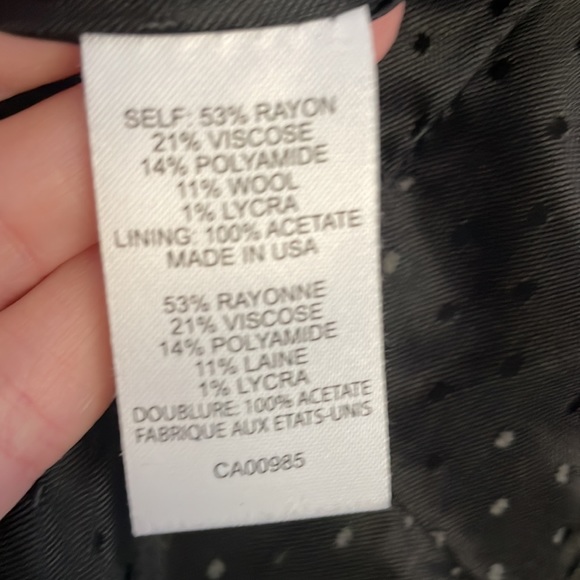 SELF: 53% RAYON
21% VISCOSE
14% POLYAMIDE
11% WOOL
1% LYCRA
LINING: 100% ACETATE
MADE IN USA
53% RAYONNE
21% VISCOSE
14% POLYAMIDE
11% LAINE
1% LYCRA
DOUBLURE: 100% ACETATE
FABRIQUE AUX ETATS-UNIS
CA00985